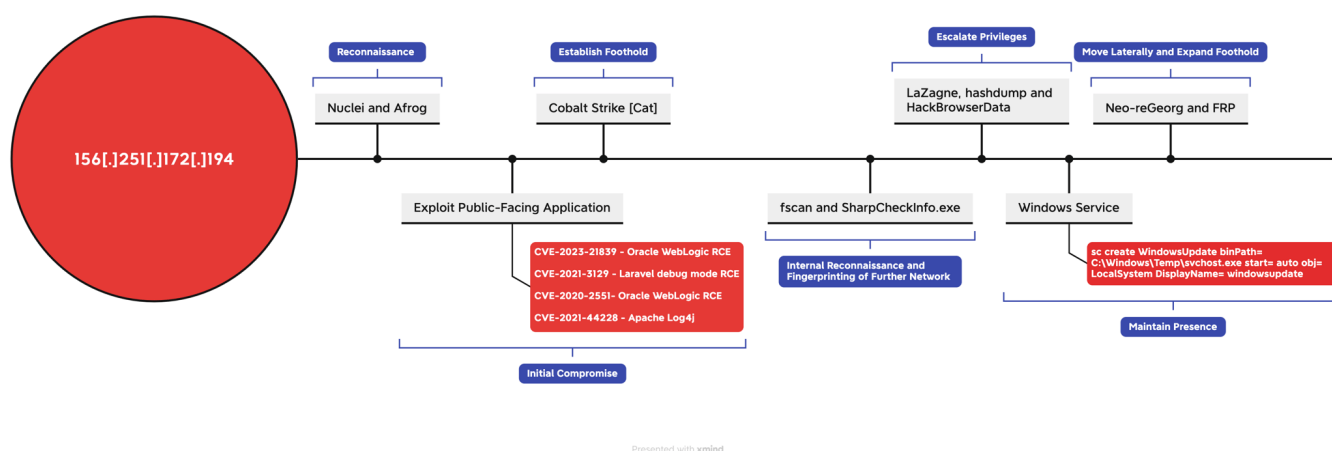 156[.]251[.]172[.]194
Reconnaissance
Nuclei and Afrog
Exploit Public-Facing Application
CVE-2023-21839 - Oracle WebLogic RCE
CVE-2021-3129 - Laravel debug mode RCE
CVE-2020-2551- Oracle WebLogic RCE
CVE-2021-44228 - Apache Log4j
Initial Compromise
Establish Foothold
Cobalt Strike [Cat]
fscan and SharpCheckInfo.exe
Internal Reconnaissance and
Fingerprinting of Further Network
Escalate Privileges
LaZagne, hashdump and
HackBrowserData
Windows Service
sc create WindowsUpdate binPath=
C:\Windows\Temp\svchost.exe start= auto obj=
LocalSystem DisplayName= windowsupdate
Maintain Presence
Move Laterally and Expand Foothold
Neo-reGeorg and FRP
Presented with xmind